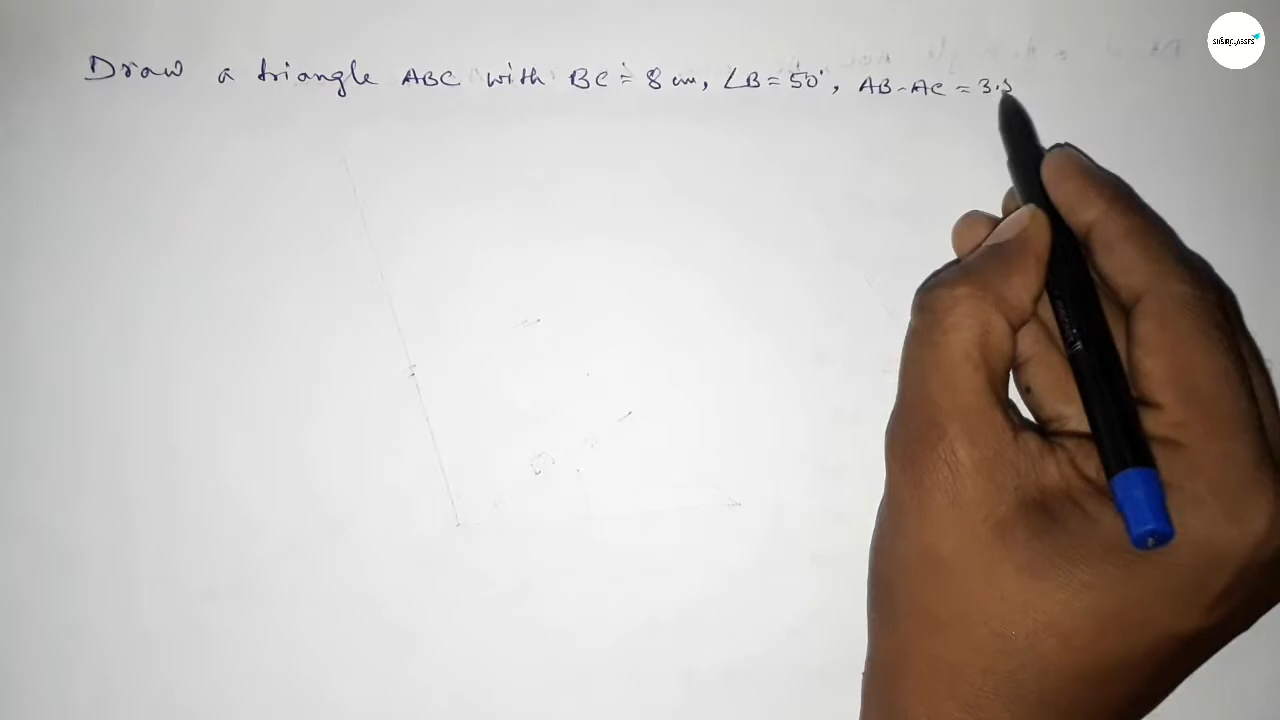 Draw a triangle ABC with BC = 8 cm, ∠B = 50°, AB - AC = 3.5